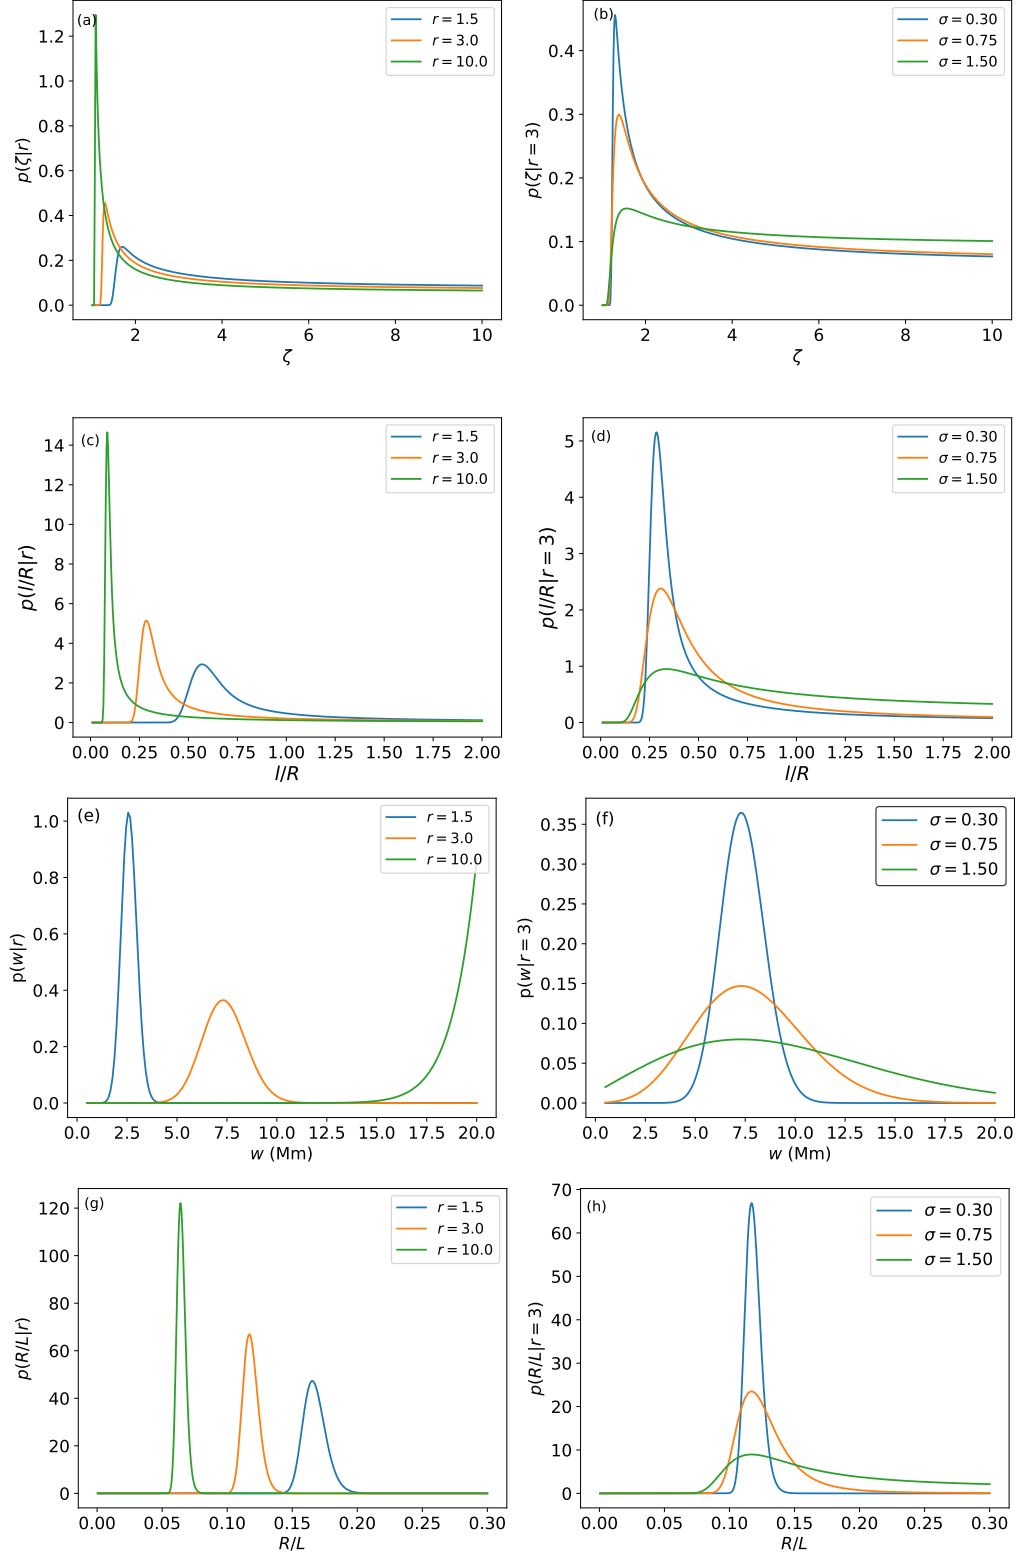 (a)
r = 1.5
r = 3.0
r = 10.0
p(ζ|r)
1.2
1.0
0.8
0.6
0.4
0.2
0.0
2 4 6 8 10
ζ
(b)
σ = 0.30
σ = 0.75
σ = 1.50
p(ζ|r = 3)
0.4
0.3
0.2
0.1
0.0
2 4 6 8 10
ζ
(c)
r = 1.5
r = 3.0
r = 10.0
p(l/R|r)
14
12
10
8
6
4
2
0
0.00 0.25 0.50 0.75 1.00 1.25 1.50 1.75 2.00
l/R
(d)
σ = 0.30
σ = 0.75
σ = 1.50
p(l/R|r = 3)
5
4
3
2
1
0
0.00 0.25 0.50 0.75 1.00 1.25 1.50 1.75 2.00
l/R
(e)
r = 1.5
r = 3.0
r = 10.0
p(w|r)
1.0
0.8
0.6
0.4
0.2
0.0
0.0 2.5 5.0 7.5 10.0 12.5 15.0 17.5 20.0
w (Mm)
(f)
σ = 0.30
σ = 0.75
σ = 1.50
p(w|r = 3)
0.35
0.30
0.25
0.20
0.15
0.10
0.05
0.00
0.0 2.5 5.0 7.5 10.0 12.5 15.0 17.5 20.0
w (Mm)
(g)
r = 1.5
r = 3.0
r = 10.0
p(R/L|r)
120
100
80
60
40
20
0
0.00 0.05 0.10 0.15 0.20 0.25 0.30
R/L
(h)
σ = 0.30
σ = 0.75
σ = 1.50
p(R/L|r = 3)
70
60
50
40
30
20
10
0
0.00 0.05 0.10 0.15 0.20 0.25 0.30
R/L